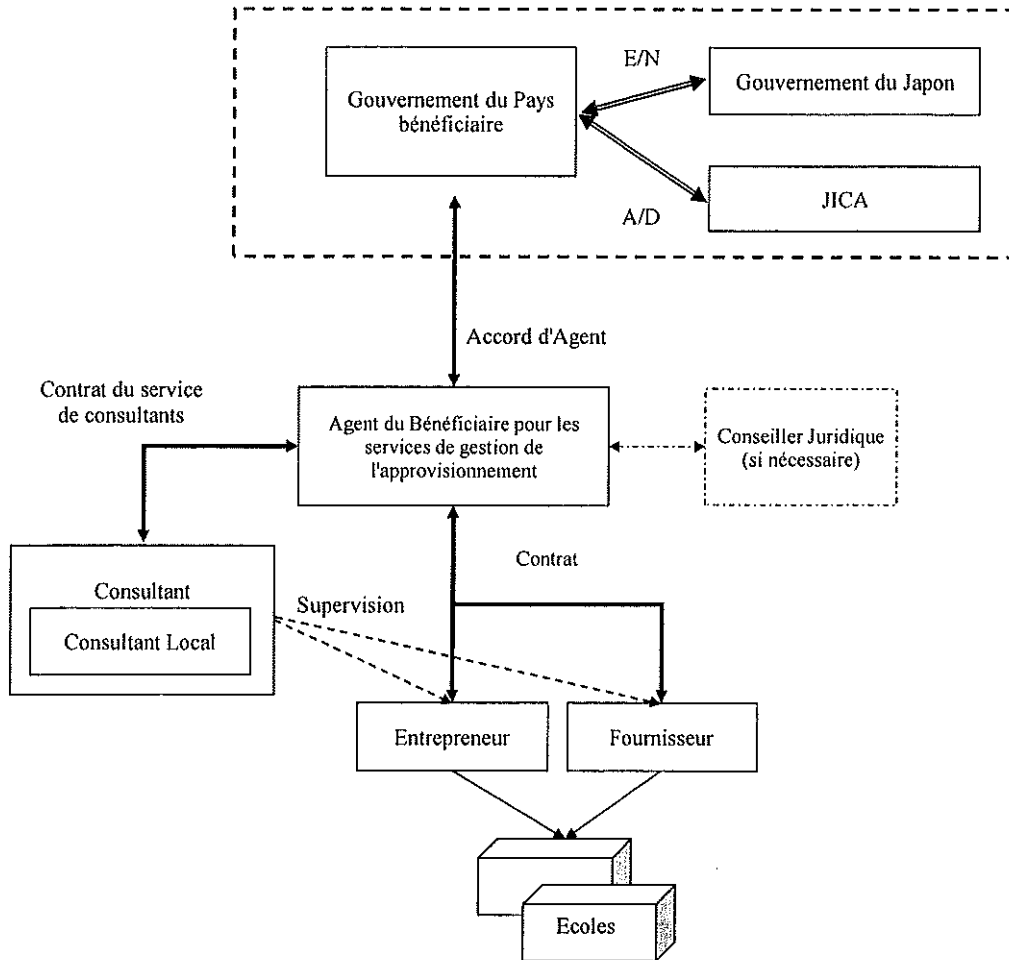 E/N
Gouvernement du Pays
bénéficiaire
Gouvernement du Japon
JICA
A/D
Accord d'Agent
Contrat du service
de consultants
Agent du Bénéficiaire pour les
services de gestion de
l'approvisionnement
Conseiller Juridique
(si nécessaire)
Contrat
Consultant
Supervision
Consultant Local
Entrepreneur
Fournisseur
Ecoles